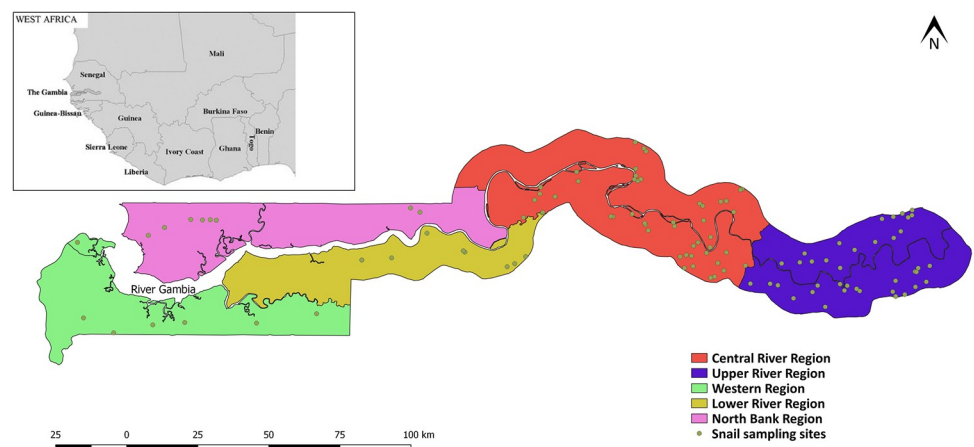 WEST AFRICA
Mali
Senegal
The Gambia
Guinea-Bissan
Guinea
Burkina Faso
Benin
Togo
Sierra Leone
Ivory Coast
Ghana
Liberia
N
River Gambia
Central River Region
Upper River Region
Western Region
Lower River Region
North Bank Region
Snail sampling sites
25 0 25 50 75 100 km